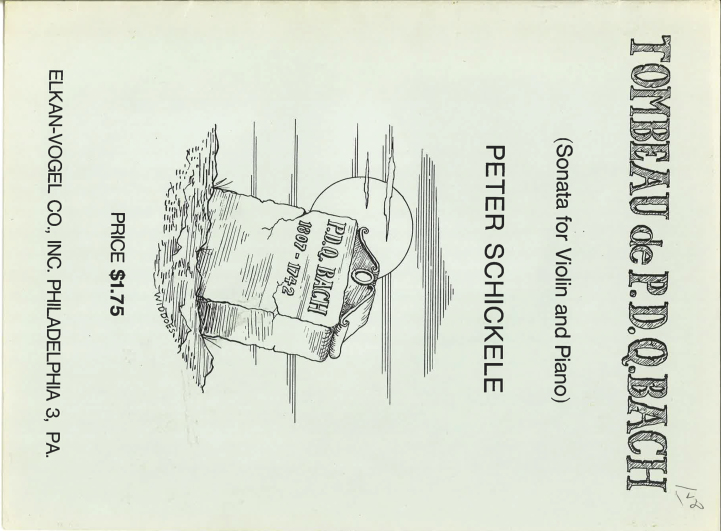 TOMBEAU de P.D.Q.BACH
(Sonata for Violin and Piano)
PETER SCHICKELE
P.D.Q. BACH
1807 - 1742
WIDDOES
PRICE $1.75
ELKAN-VOGEL CO., INC. PHILADELPHIA 3, PA.